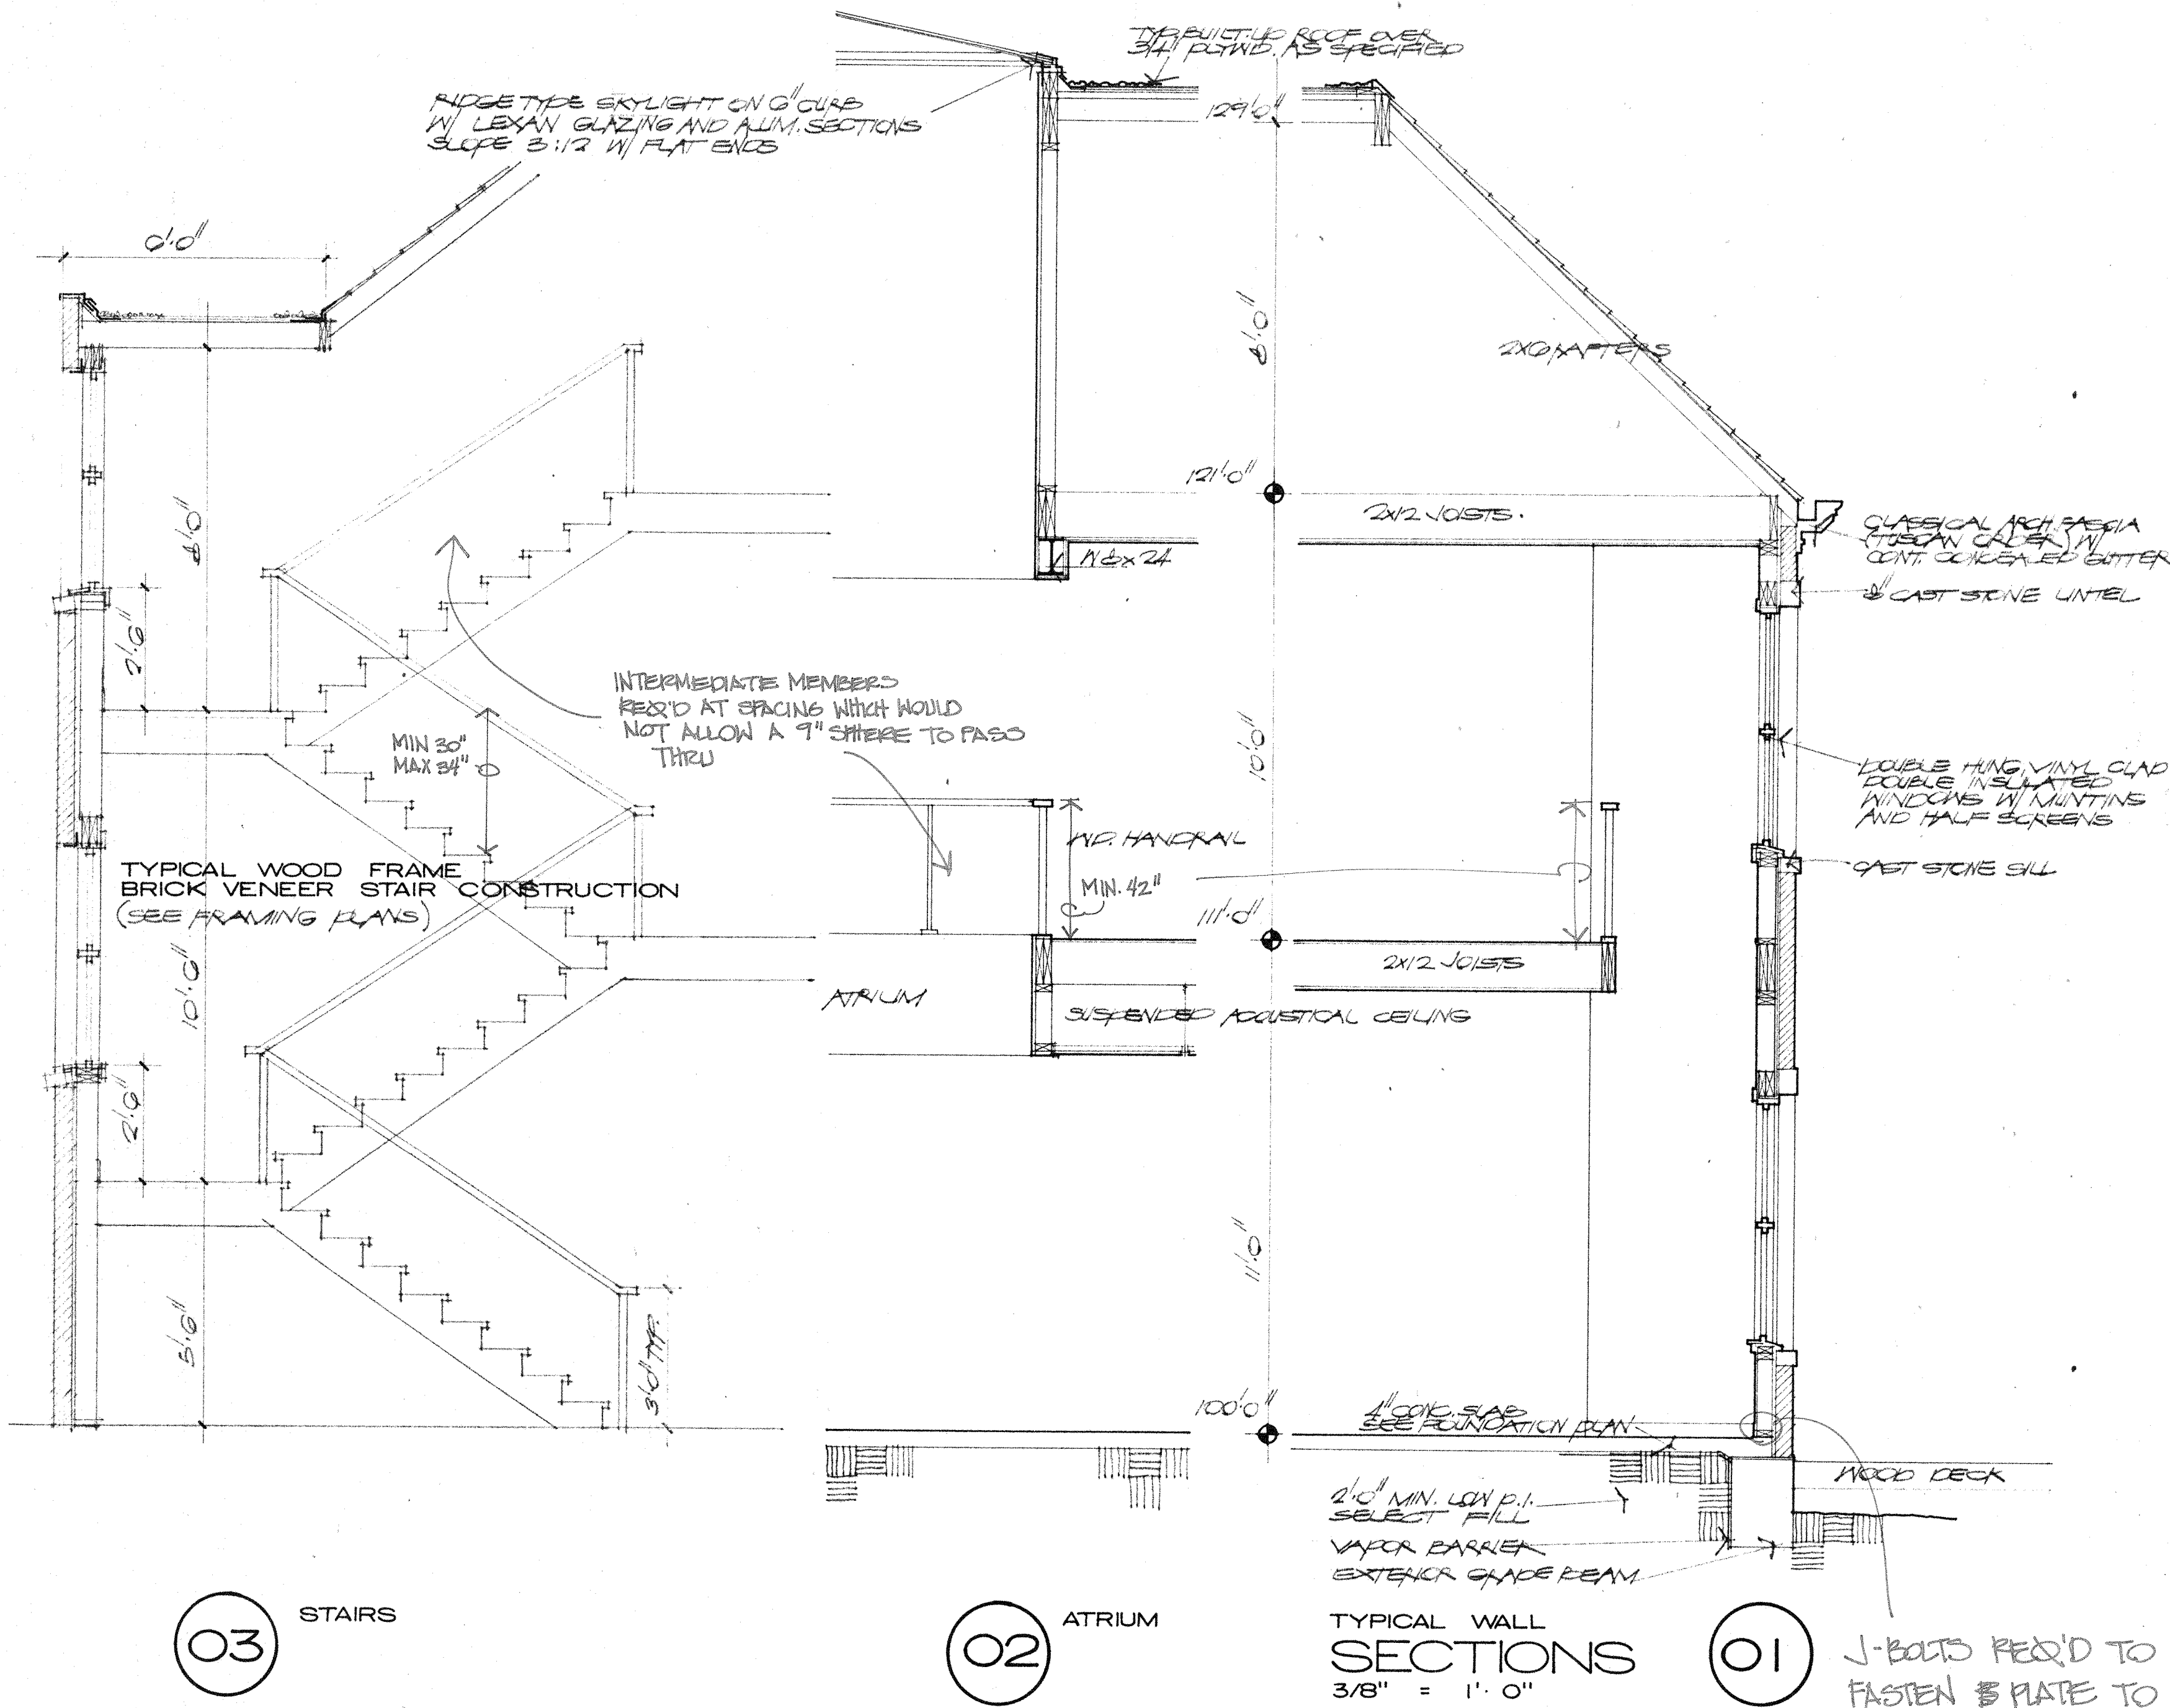 TYP. BUILT-UP ROOF OVER
3/4" PLYWD. AS SPECIFIED
RIDGE TYPE SKYLIGHT ON 6" CURB
W/ LEXAN GLAZING AND ALUM. SECTIONS
SLOPE 3:12 W/ FLAT ENDS
129'-0"
6'-0"
8'-0"
2X6 RAFTERS
121'-0"
2X12 JOISTS.
W8x24
CLASSICAL ARCH. FASCIA
(TUSCAN ORDER) W/
CONT. CONCEALED GUTTER
8" CAST STONE LINTEL
8'-0"
2'-6"
INTERMEDIATE MEMBERS
REQ'D AT SPACING WHICH WOULD
NOT ALLOW A 9" SPHERE TO PASS
THRU
MIN 30"
MAX 34"
10'-0"
DOUBLE HUNG, VINYL CLAD
DOUBLE INSULATED
WINDOWS W/ MUNTINS
AND HALF SCREENS
WD. HANDRAIL
MIN. 42"
CAST STONE SILL
TYPICAL WOOD FRAME
BRICK VENEER STAIR CONSTRUCTION
(SEE FRAMING PLANS)
111'-0"
2X12 JOISTS
10'-0"
ATRIUM
SUSPENDED ACOUSTICAL CEILING
2'-6"
11'-0"
5'-6"
3'-0" TYP.
100'-0"
4" CONC. SLAB
SEE FOUNDATION PLAN
WOOD DECK
2'-0" MIN. LOW P.I.
SELECT FILL
VAPOR BARRIER
EXTERIOR GRADE BEAM
03
STAIRS
02
ATRIUM
TYPICAL WALL
SECTIONS
3/8" = 1'-0"
01
J-BOLTS REQ'D TO
FASTEN PLATE TO